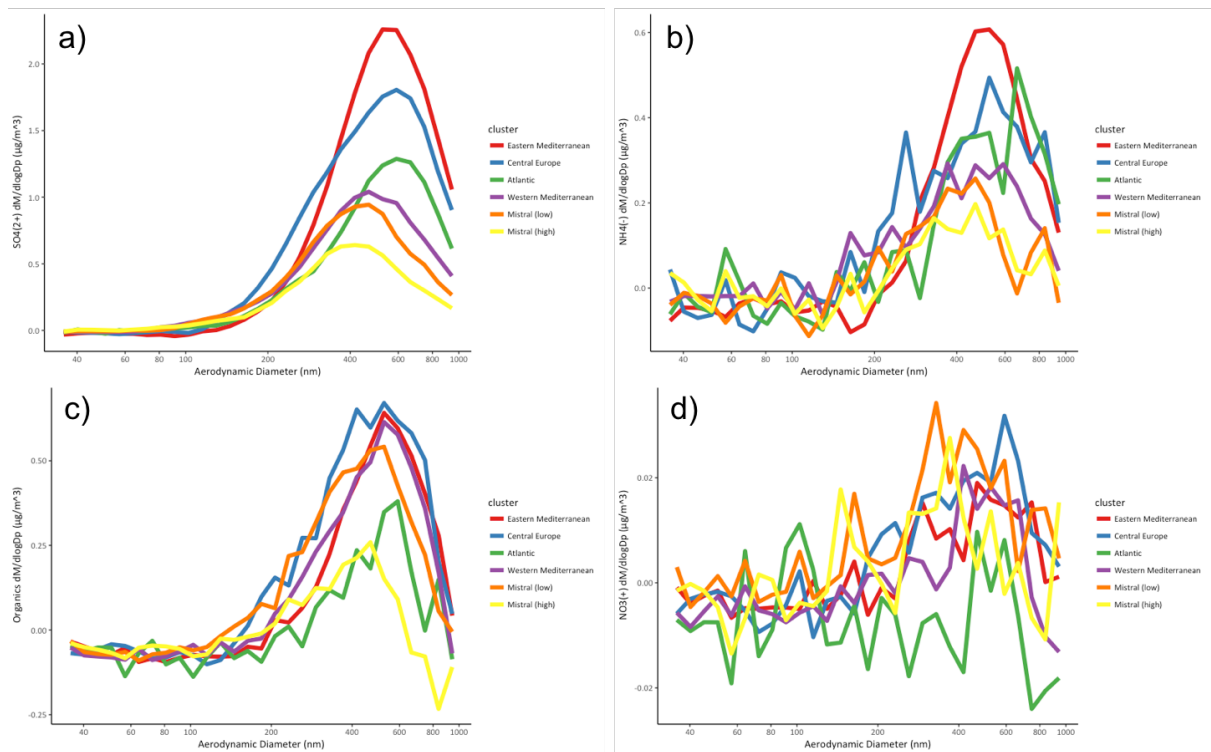 a)
SO4(2+) dM/dlogDp (µg/m^3)
2.0
1.5
1.0
0.5
0.0
40 60 80 100 200 400 600 1000
Aerodynamic Diameter (nm)
cluster
Eastern Mediterranean
Central Europe
Atlantic
Western Mediterranean
Mistral (low)
Mistral (high)
b)
NH4(-) dM/dlogDp (µg/m^3)
0.6
0.4
0.2
0.0
40 60 80 100 200 400 600 1000
Aerodynamic Diameter (nm)
cluster
Eastern Mediterranean
Central Europe
Atlantic
Western Mediterranean
Mistral (low)
Mistral (high)
c)
Organics dM/dlogDp (µg/m^3)
0.50
0.25
0.00
-0.25
40 60 80 100 200 400 600 1000
Aerodynamic Diameter (nm)
cluster
Eastern Mediterranean
Central Europe
Atlantic
Western Mediterranean
Mistral (low)
Mistral (high)
d)
NO3(+) dM/dlogDp (µg/m^3)
0.02
0.00
-0.02
40 60 80 100 200 400 600 1000
Aerodynamic Diameter (nm)
cluster
Eastern Mediterranean
Central Europe
Atlantic
Western Mediterranean
Mistral (low)
Mistral (high)